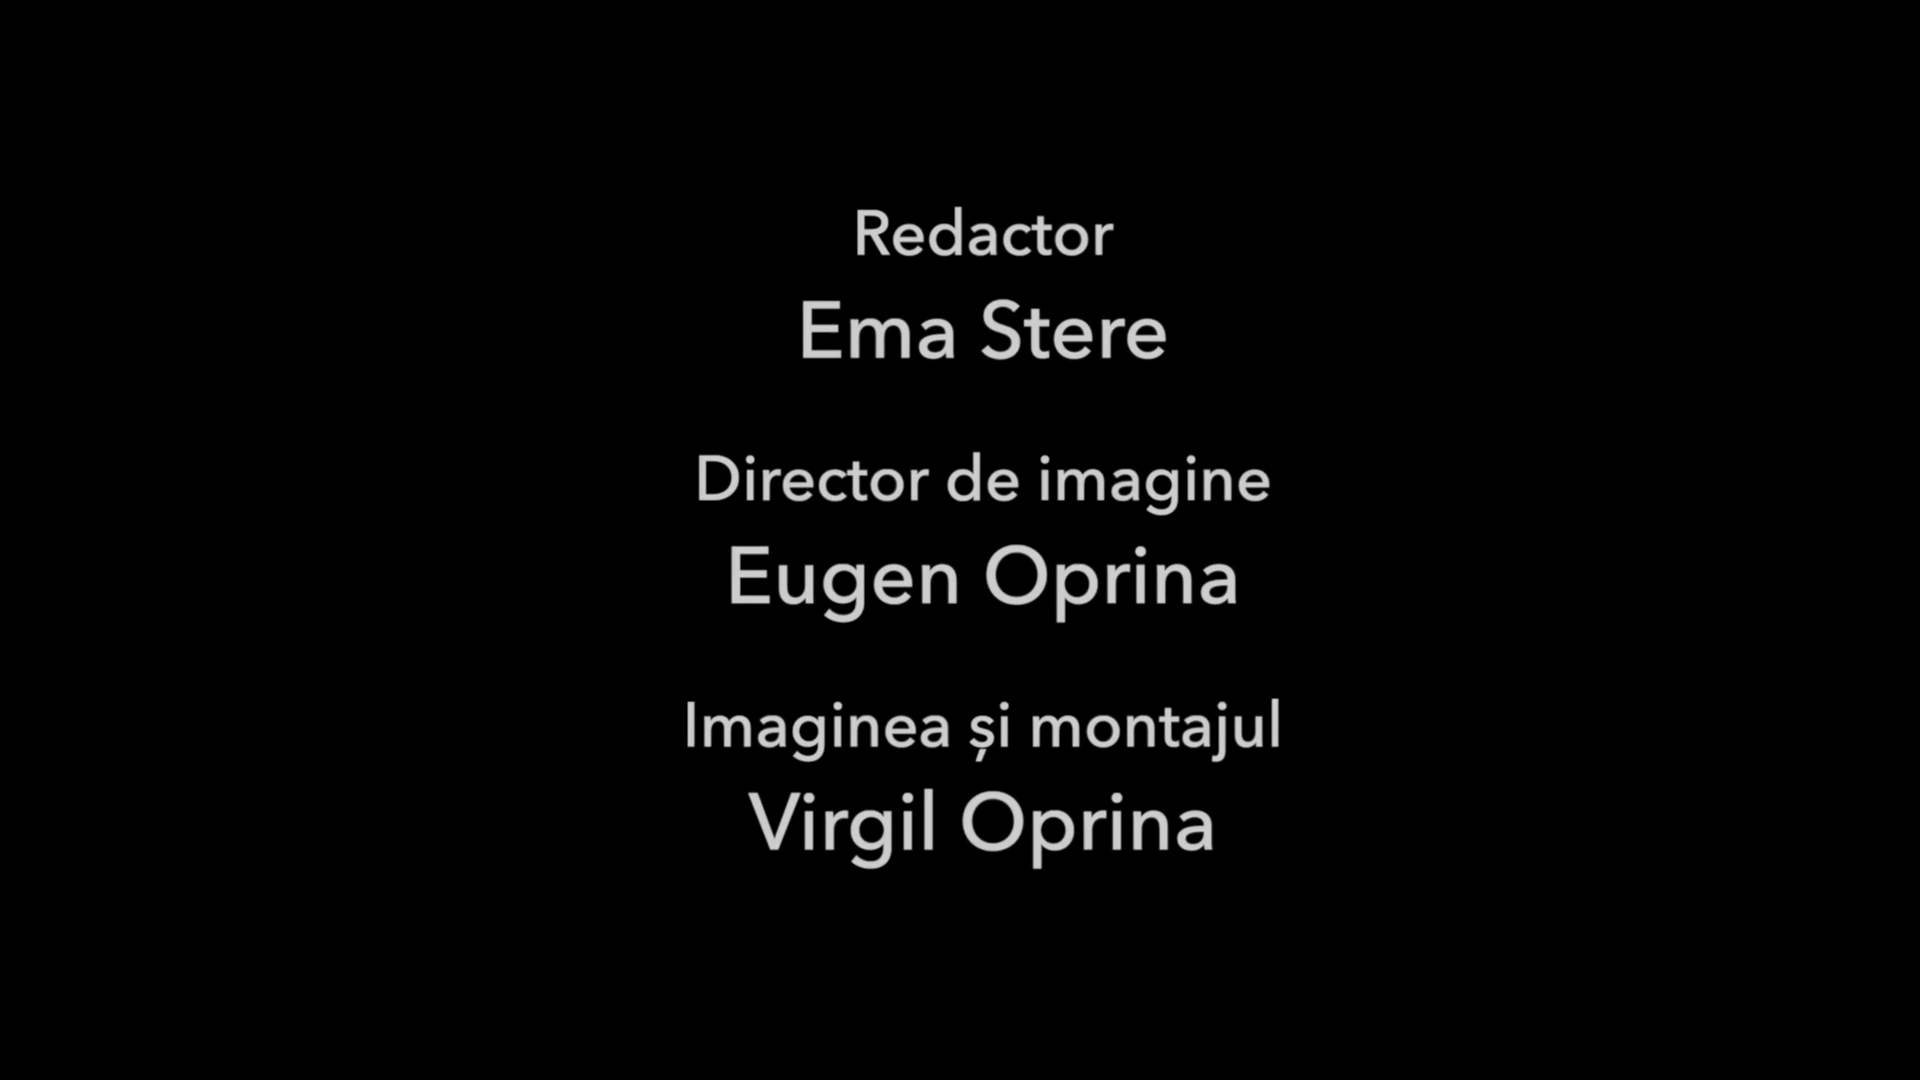 Redactor
Ema Stere
Director de imagine
Eugen Oprina
Imaginea și montajul
Virgil Oprina